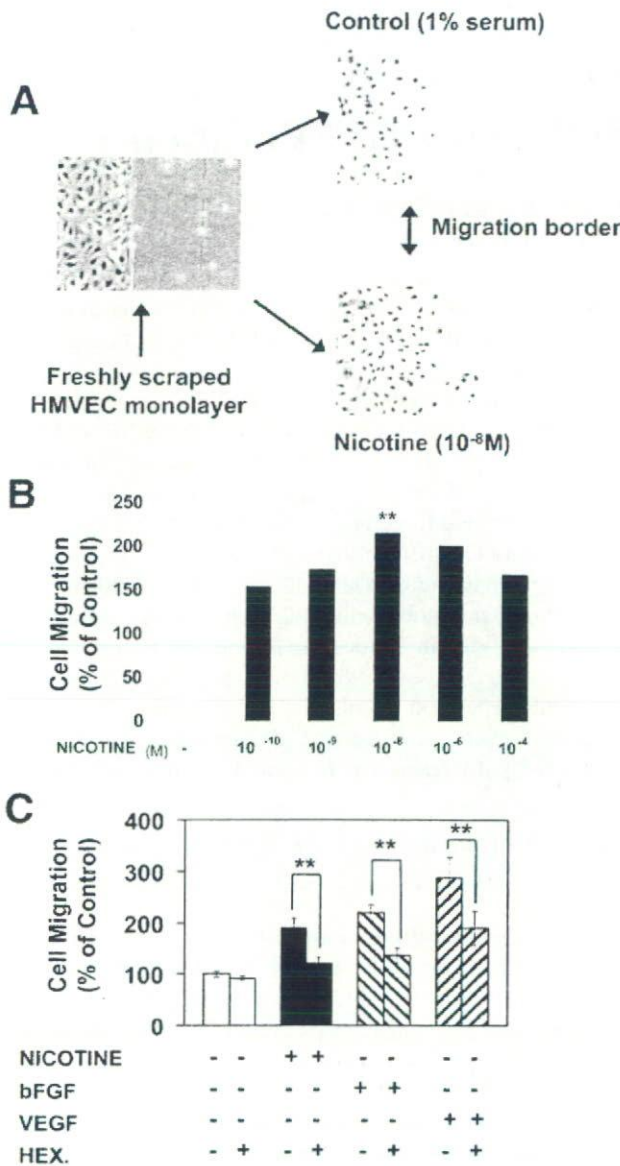 Control (1% serum)
A
Migration border
Freshly scraped
HMVEC monolayer
Nicotine (10⁻⁸M)
B
Cell Migration
(% of Control)
250
200
150
100
50
0
**
NICOTINE (M) - 10⁻¹⁰ 10⁻⁹ 10⁻⁸ 10⁻⁶ 10⁻⁴
C
Cell Migration
(% of Control)
400
300
200
100
0
** ** **
NICOTINE - - + + - - - -
bFGF - - - - + + - -
VEGF - - - - - - + +
HEX. - + - + - + - +